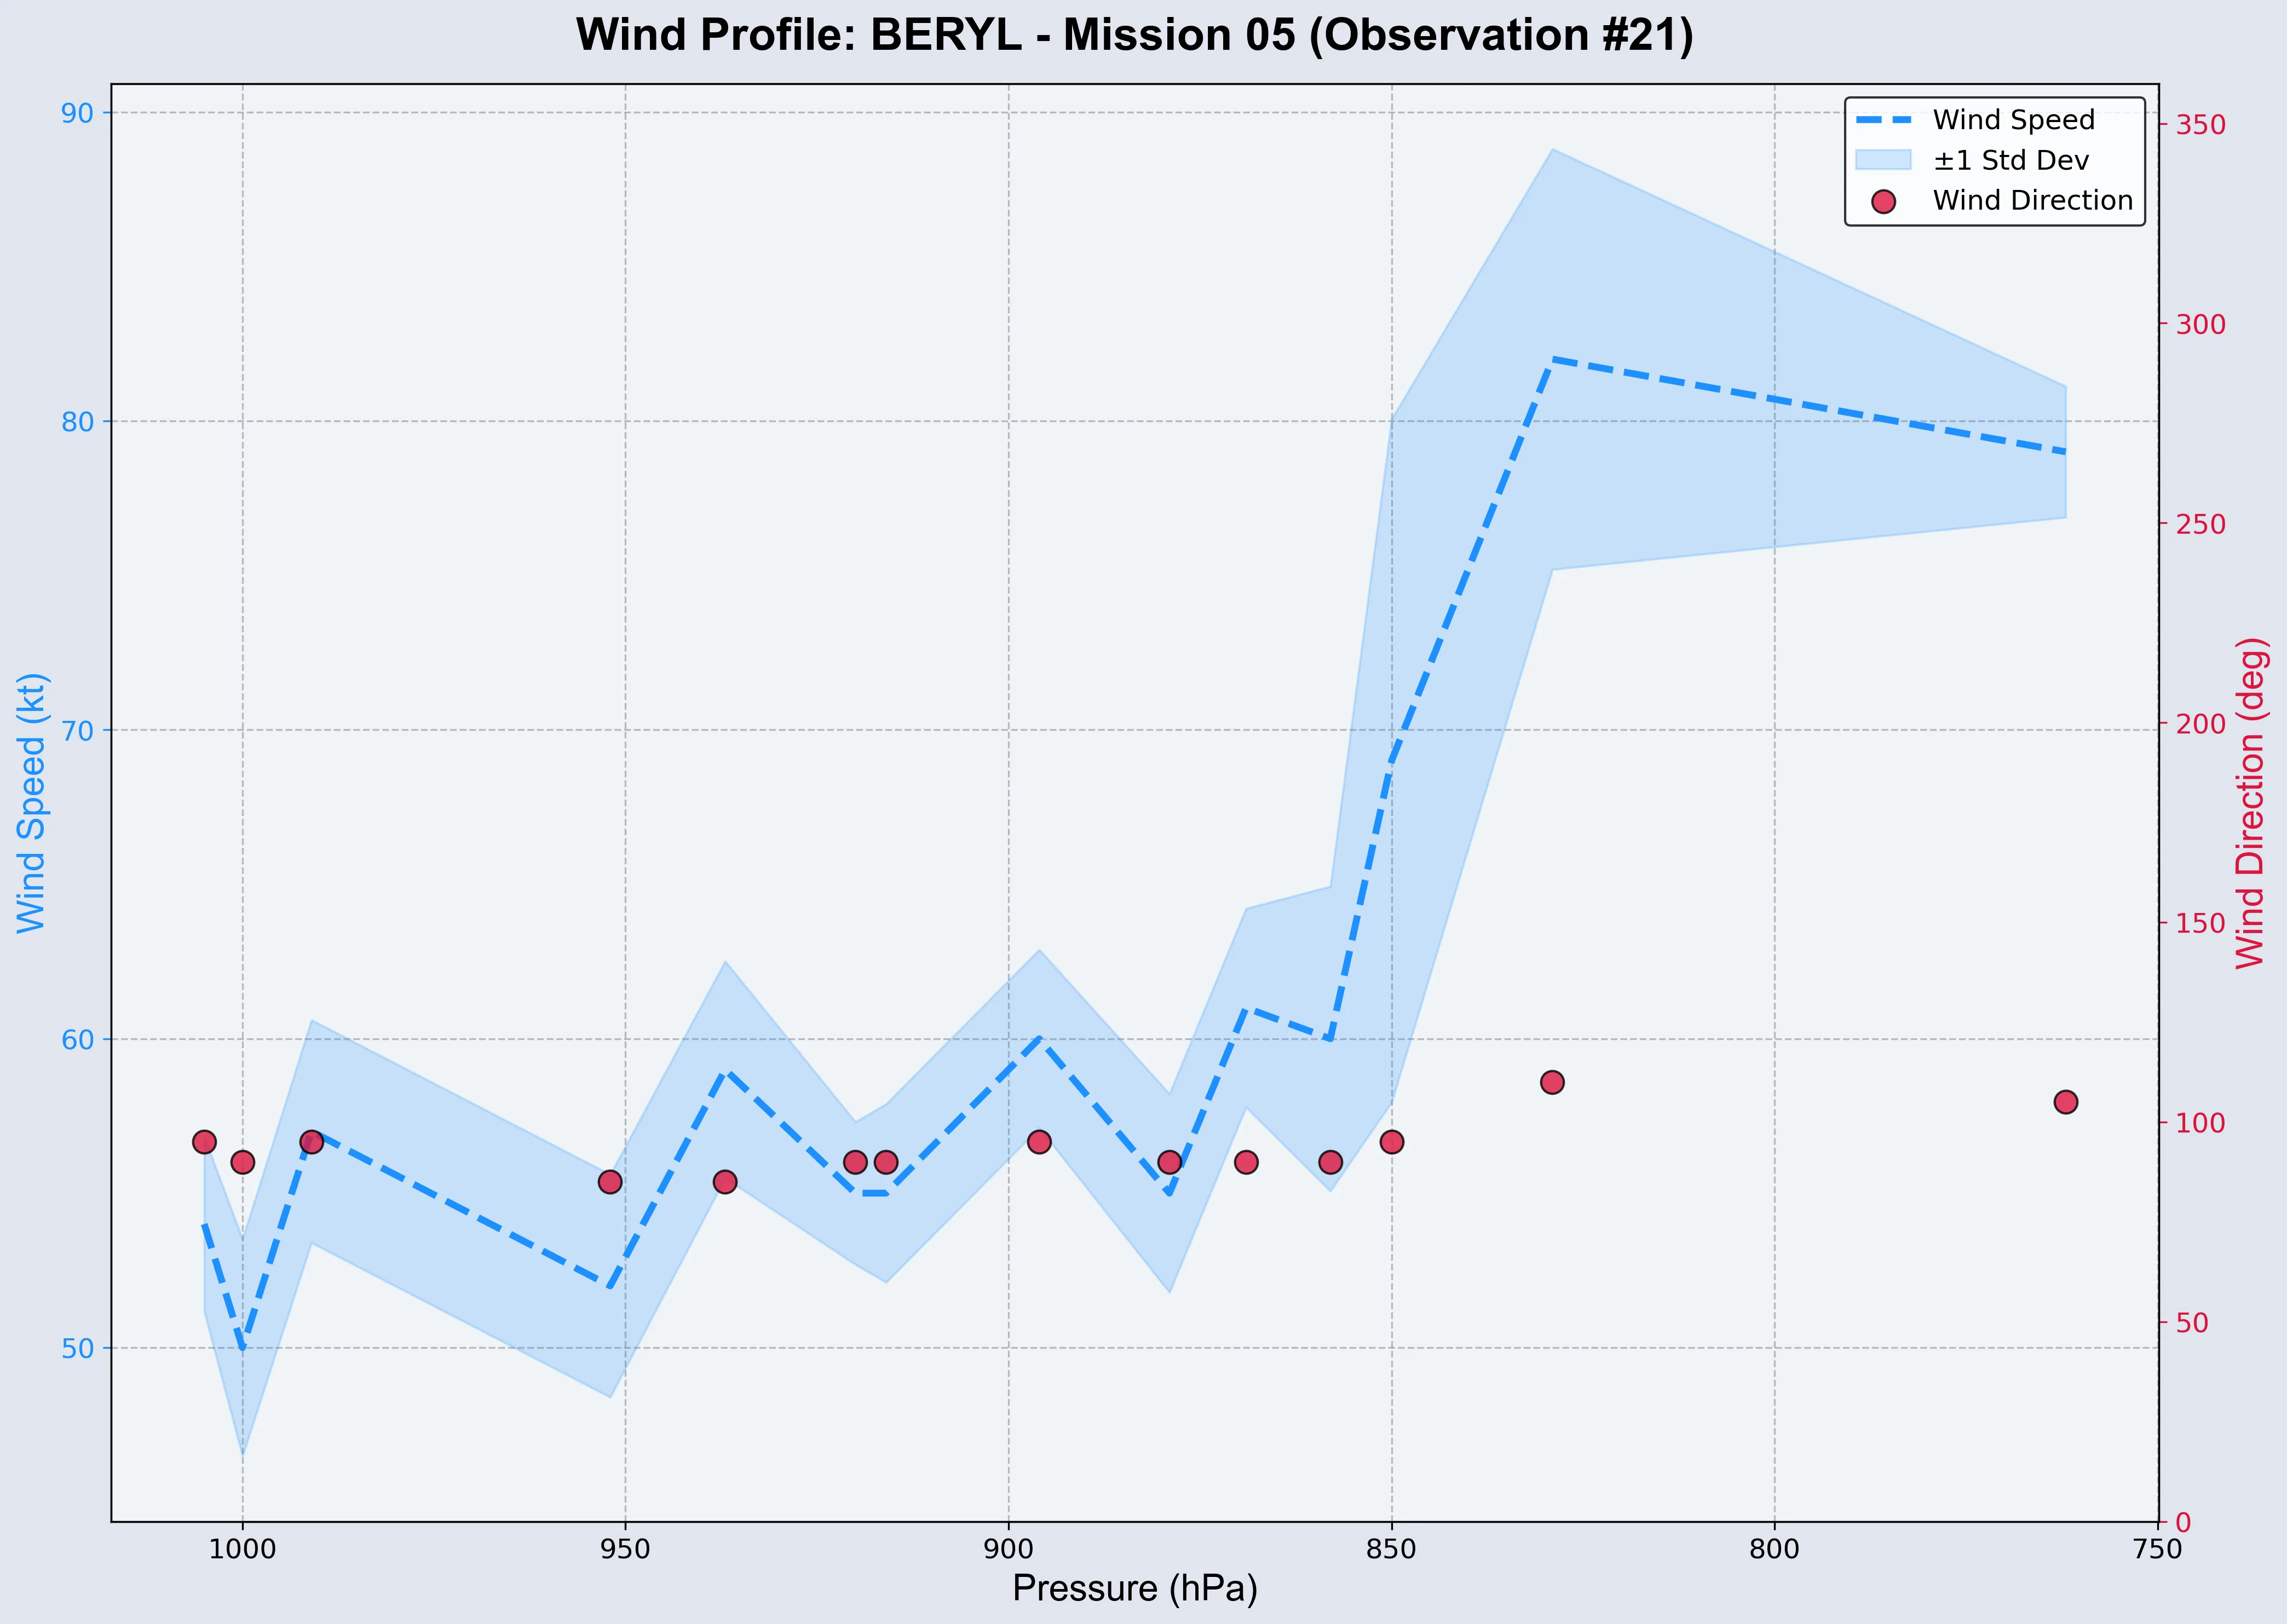 Wind Profile: BERYL - Mission 05 (Observation #21)
Wind Speed
±1 Std Dev
Wind Direction
90
80
70
60
50
Wind Speed (kt)
350
300
250
200
150
100
50
0
Wind Direction (deg)
1000 950 900 850 800 750
Pressure (hPa)